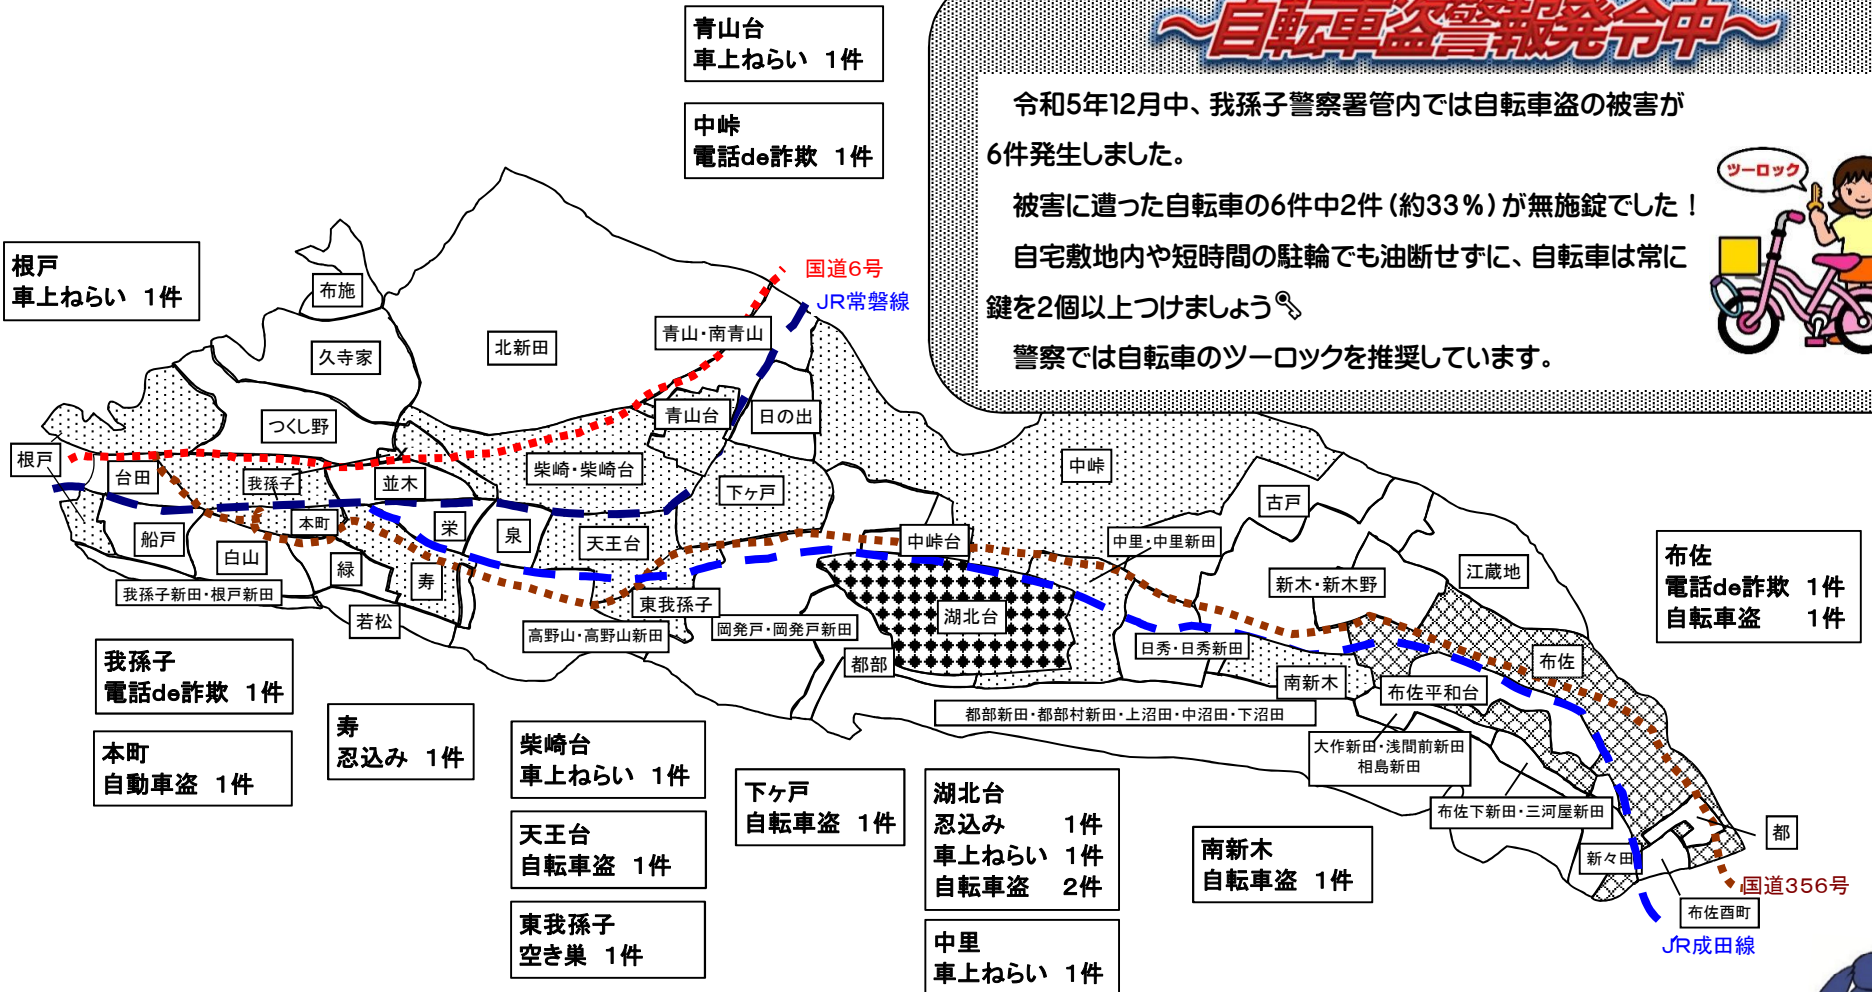 ～自転車盗警報発令中～
令和5年12月中、我孫子警察署管内では自転車盗の被害が
6件発生しました。
被害に遭った自転車の6件中2件(約33%)が無施錠でした!
自宅敷地内や短時間の駐輪でも油断せずに、自転車は常に
鍵を2個以上つけましょう
警察では自転車のツーロックを推奨しています。
ツーロック
青山台
車上ねらい 1件
中峠
電話de詐欺 1件
根戸
車上ねらい 1件
国道6号
JR常磐線
布施
久寺家
北新田
青山・南青山
つくし野
青山台
日の出
根戸
台田
我孫子
並木
柴崎・柴崎台
下ヶ戸
中峠
古戸
船戸
本町
栄
泉
天王台
中峠台
中里・中里新田
白山
緑
寿
東我孫子
湖北台
新木・新木野
江蔵地
我孫子新田・根戸新田
若松
高野山・高野山新田
岡発戸・岡発戸新田
都部
日秀・日秀新田
南新木
布佐
布佐平和台
都部新田・都部村新田・上沼田・中沼田・下沼田
大作新田・浅間前新田
相島新田
布佐下新田・三河屋新田
新々田
都
布佐酉町
国道356号
JR成田線
布佐
電話de詐欺 1件
自転車盗 1件
我孫子
電話de詐欺 1件
本町
自動車盗 1件
寿
忍込み 1件
柴崎台
車上ねらい 1件
天王台
自転車盗 1件
東我孫子
空き巣 1件
下ヶ戸
自転車盗 1件
湖北台
忍込み 1件
車上ねらい 1件
自転車盗 2件
中里
車上ねらい 1件
南新木
自転車盗 1件